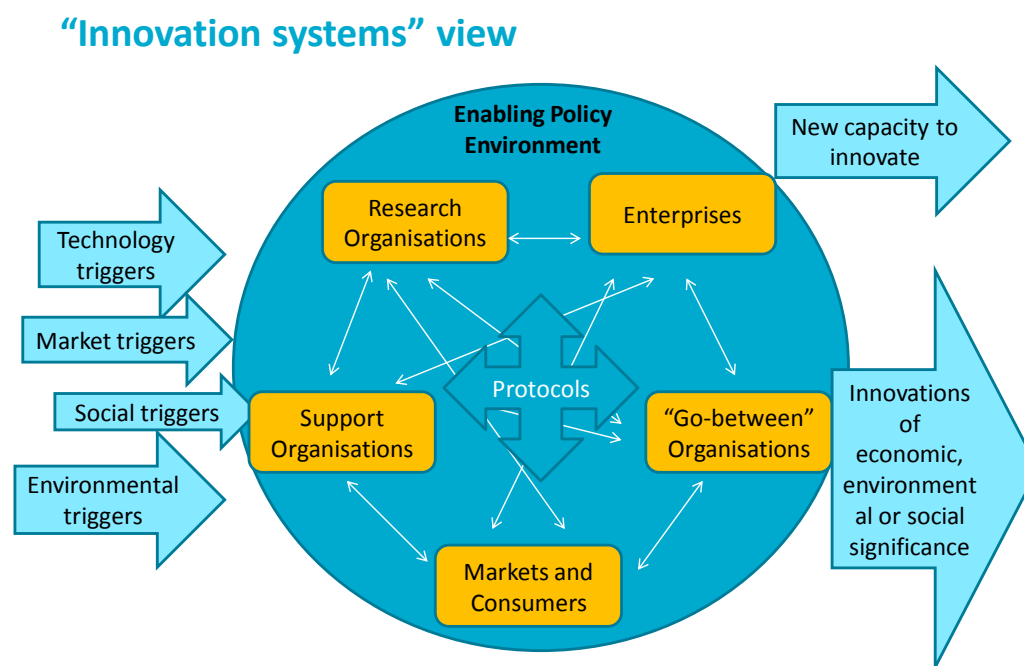 “Innovation systems” view
Enabling Policy
Environment
New capacity to
innovate
Research
Organisations
Enterprises
Technology
triggers
Market triggers
Social triggers
Environmental
triggers
Protocols
Support
Organisations
“Go-between”
Organisations
Innovations
of
economic,
environment
al or social
significance
Markets and
Consumers